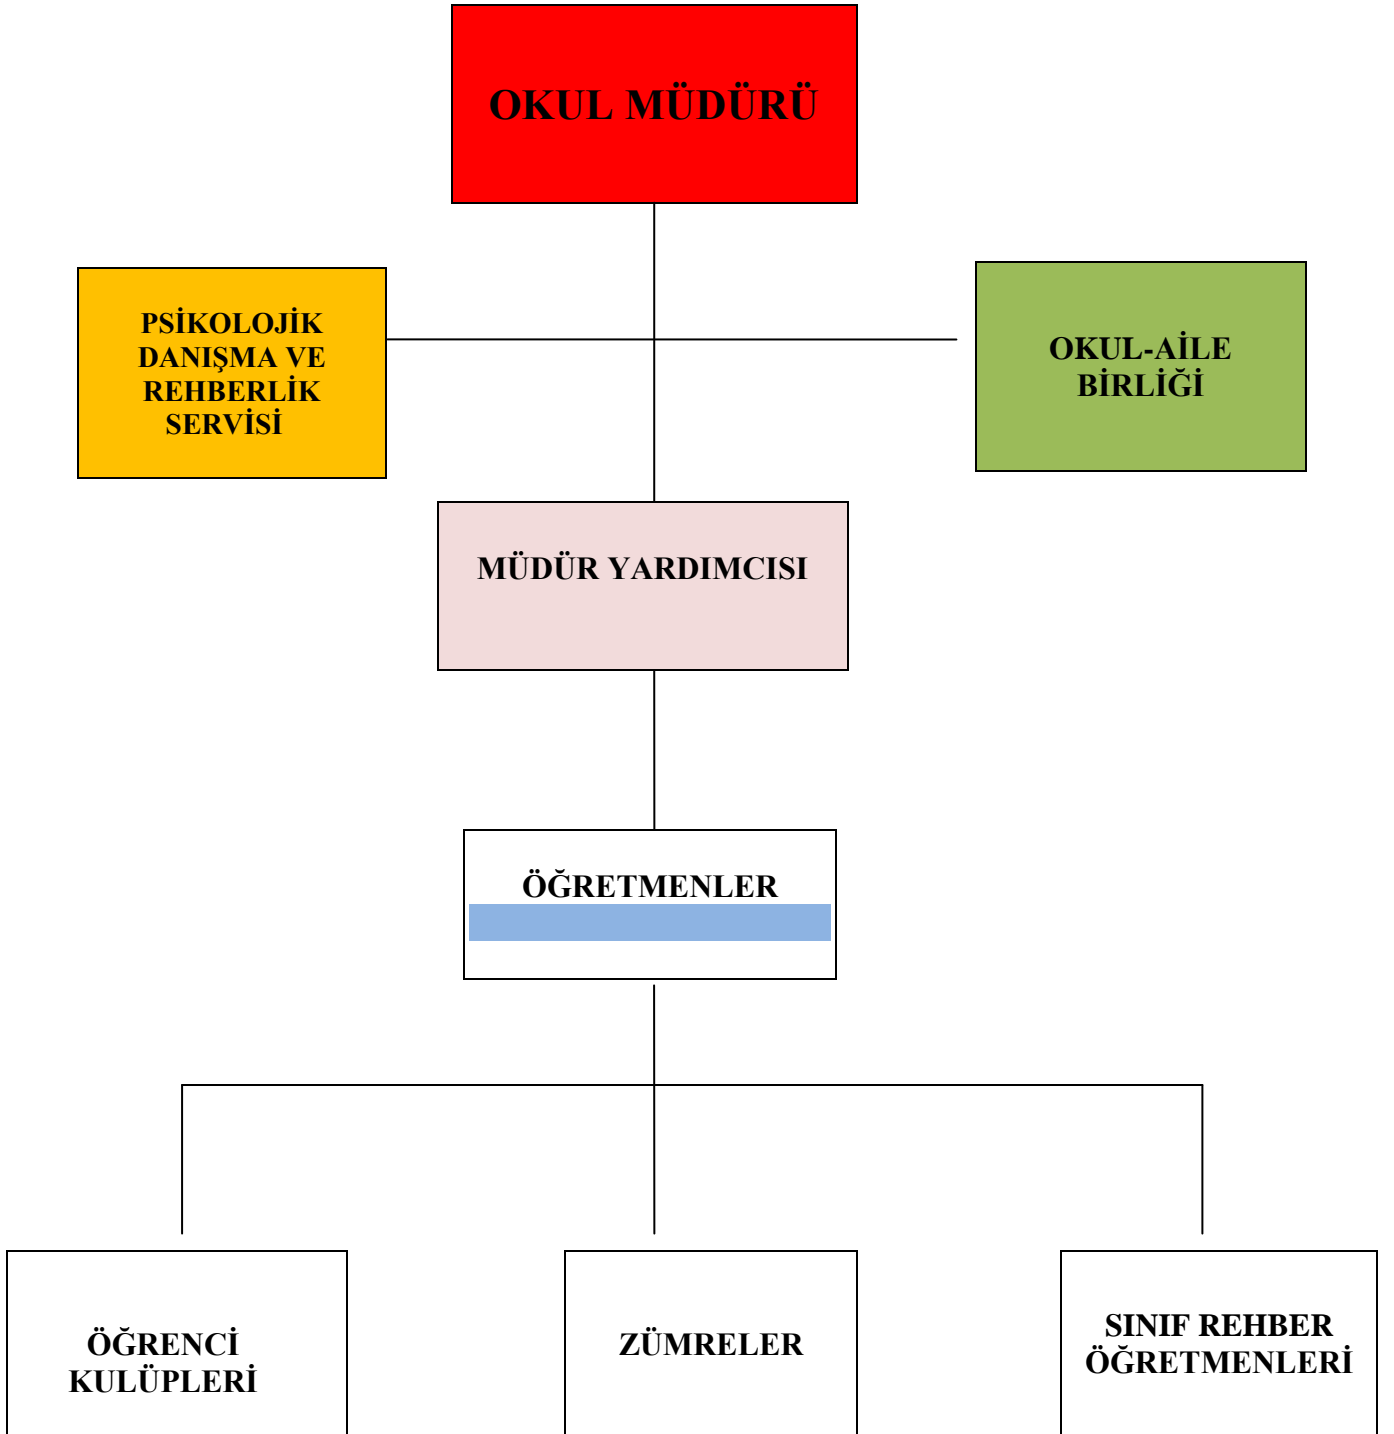 OKUL MÜDÜRÜ
PSİKOLOJİK
DANIŞMA VE
REHBERLİK
SERVİSİ
OKUL-AİLE
BİRLİĞİ
MÜDÜR YARDIMCISI
ÖĞRETMENLER
ÖĞRENCİ
KULÜPLERİ
ZÜMRELER
SINIF REHBER
ÖĞRETMENLERİ